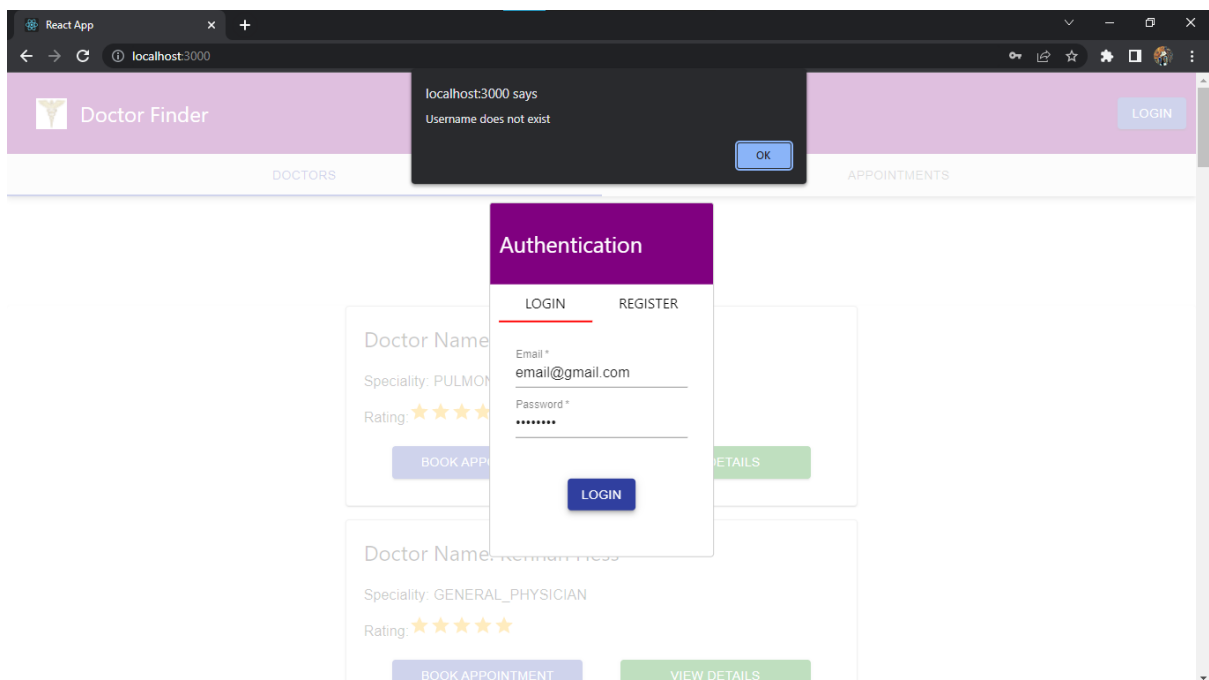 React App
localhost:3000
localhost:3000 says
Username does not exist
OK
Doctor Finder
LOGIN
DOCTORS
APPOINTMENTS
Authentication
LOGIN
REGISTER
Email *
email@gmail.com
Password *
••••••••
LOGIN
Doctor Name
Speciality: PULMON
Rating:
BOOK APP
DETAILS
Doctor Name:
Speciality: GENERAL_PHYSICIAN
Rating:
BOOK APPOINTMENT
VIEW DETAILS